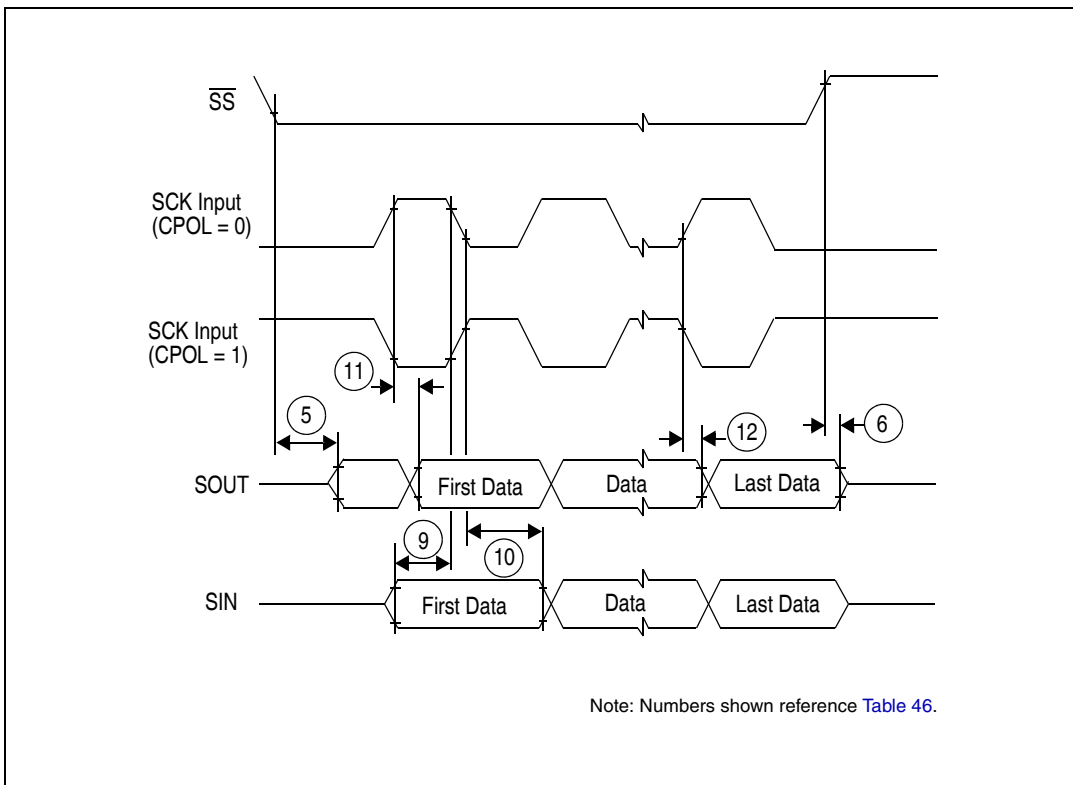 SS
SCK Input
(CPOL = 0)
SCK Input
(CPOL = 1)
11
5
12
6
SOUT
First Data
Data
Last Data
9
10
SIN
First Data
Data
Last Data
Note: Numbers shown reference Table 46.